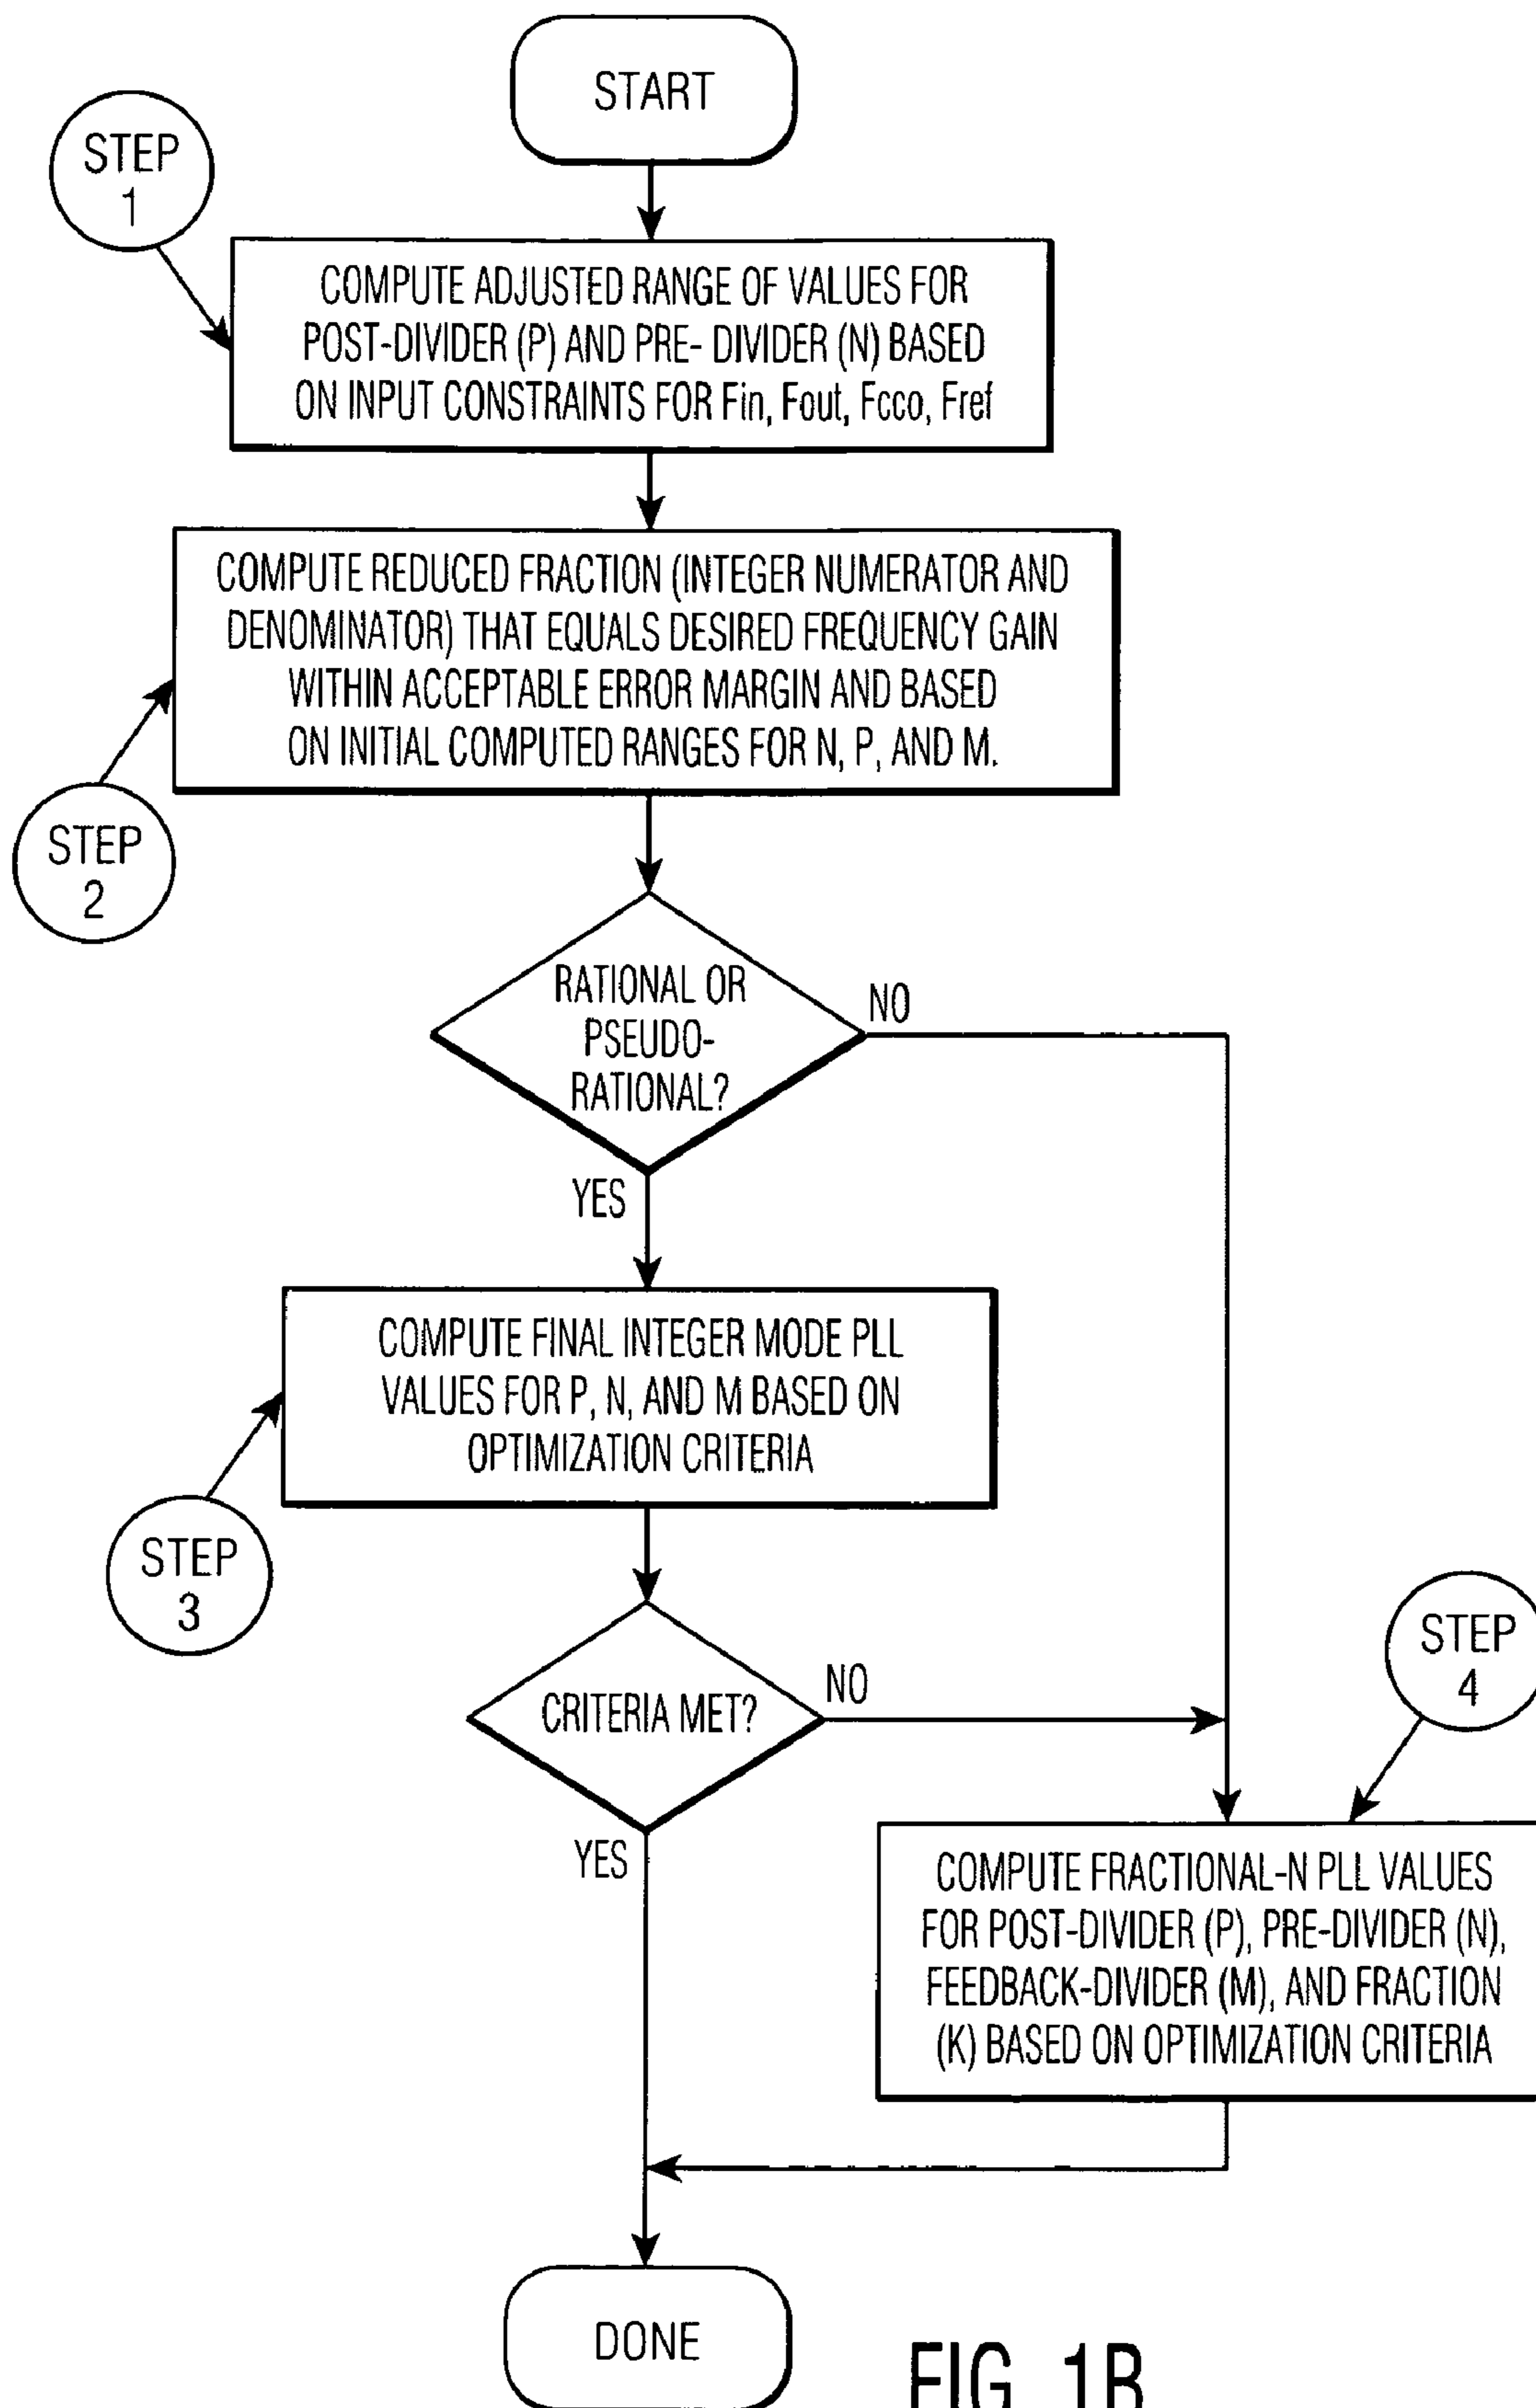 START
STEP
1
COMPUTE ADJUSTED RANGE OF VALUES FOR
POST-DIVIDER (P) AND PRE- DIVIDER (N) BASED
ON INPUT CONSTRAINTS FOR Fin, Fout, Fcco, Fref
COMPUTE REDUCED FRACTION (INTEGER NUMERATOR AND
DENOMINATOR) THAT EQUALS DESIRED FREQUENCY GAIN
WITHIN ACCEPTABLE ERROR MARGIN AND BASED
ON INITIAL COMPUTED RANGES FOR N, P, AND M.
STEP
2
RATIONAL OR
PSEUDO-
RATIONAL?
NO
YES
COMPUTE FINAL INTEGER MODE PLL
VALUES FOR P, N, AND M BASED ON
OPTIMIZATION CRITERIA
STEP
3
CRITERIA MET?
NO
YES
STEP
4
COMPUTE FRACTIONAL-N PLL VALUES
FOR POST-DIVIDER (P), PRE-DIVIDER (N),
FEEDBACK-DIVIDER (M), AND FRACTION
(K) BASED ON OPTIMIZATION CRITERIA
DONE
FIG. 1B